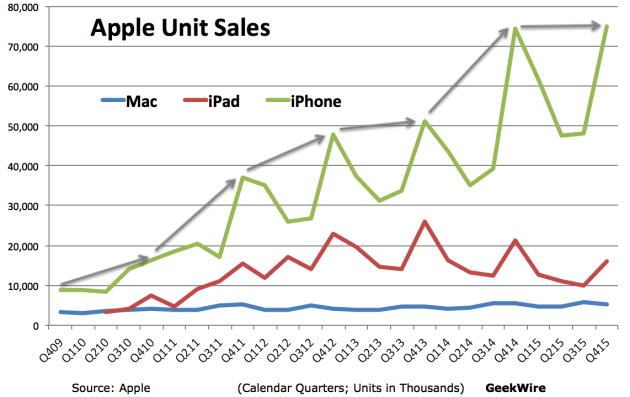 Apple Unit Sales
Mac iPad iPhone
80,000
70,000
60,000
50,000
40,000
30,000
20,000
10,000
0
Q409 Q110 Q210 Q310 Q410 Q111 Q211 Q311 Q411 Q112 Q212 Q312 Q412 Q113 Q213 Q313 Q413 Q114 Q214 Q314 Q414 Q115 Q215 Q315 Q415
Source: Apple (Calendar Quarters; Units in Thousands) GeekWire